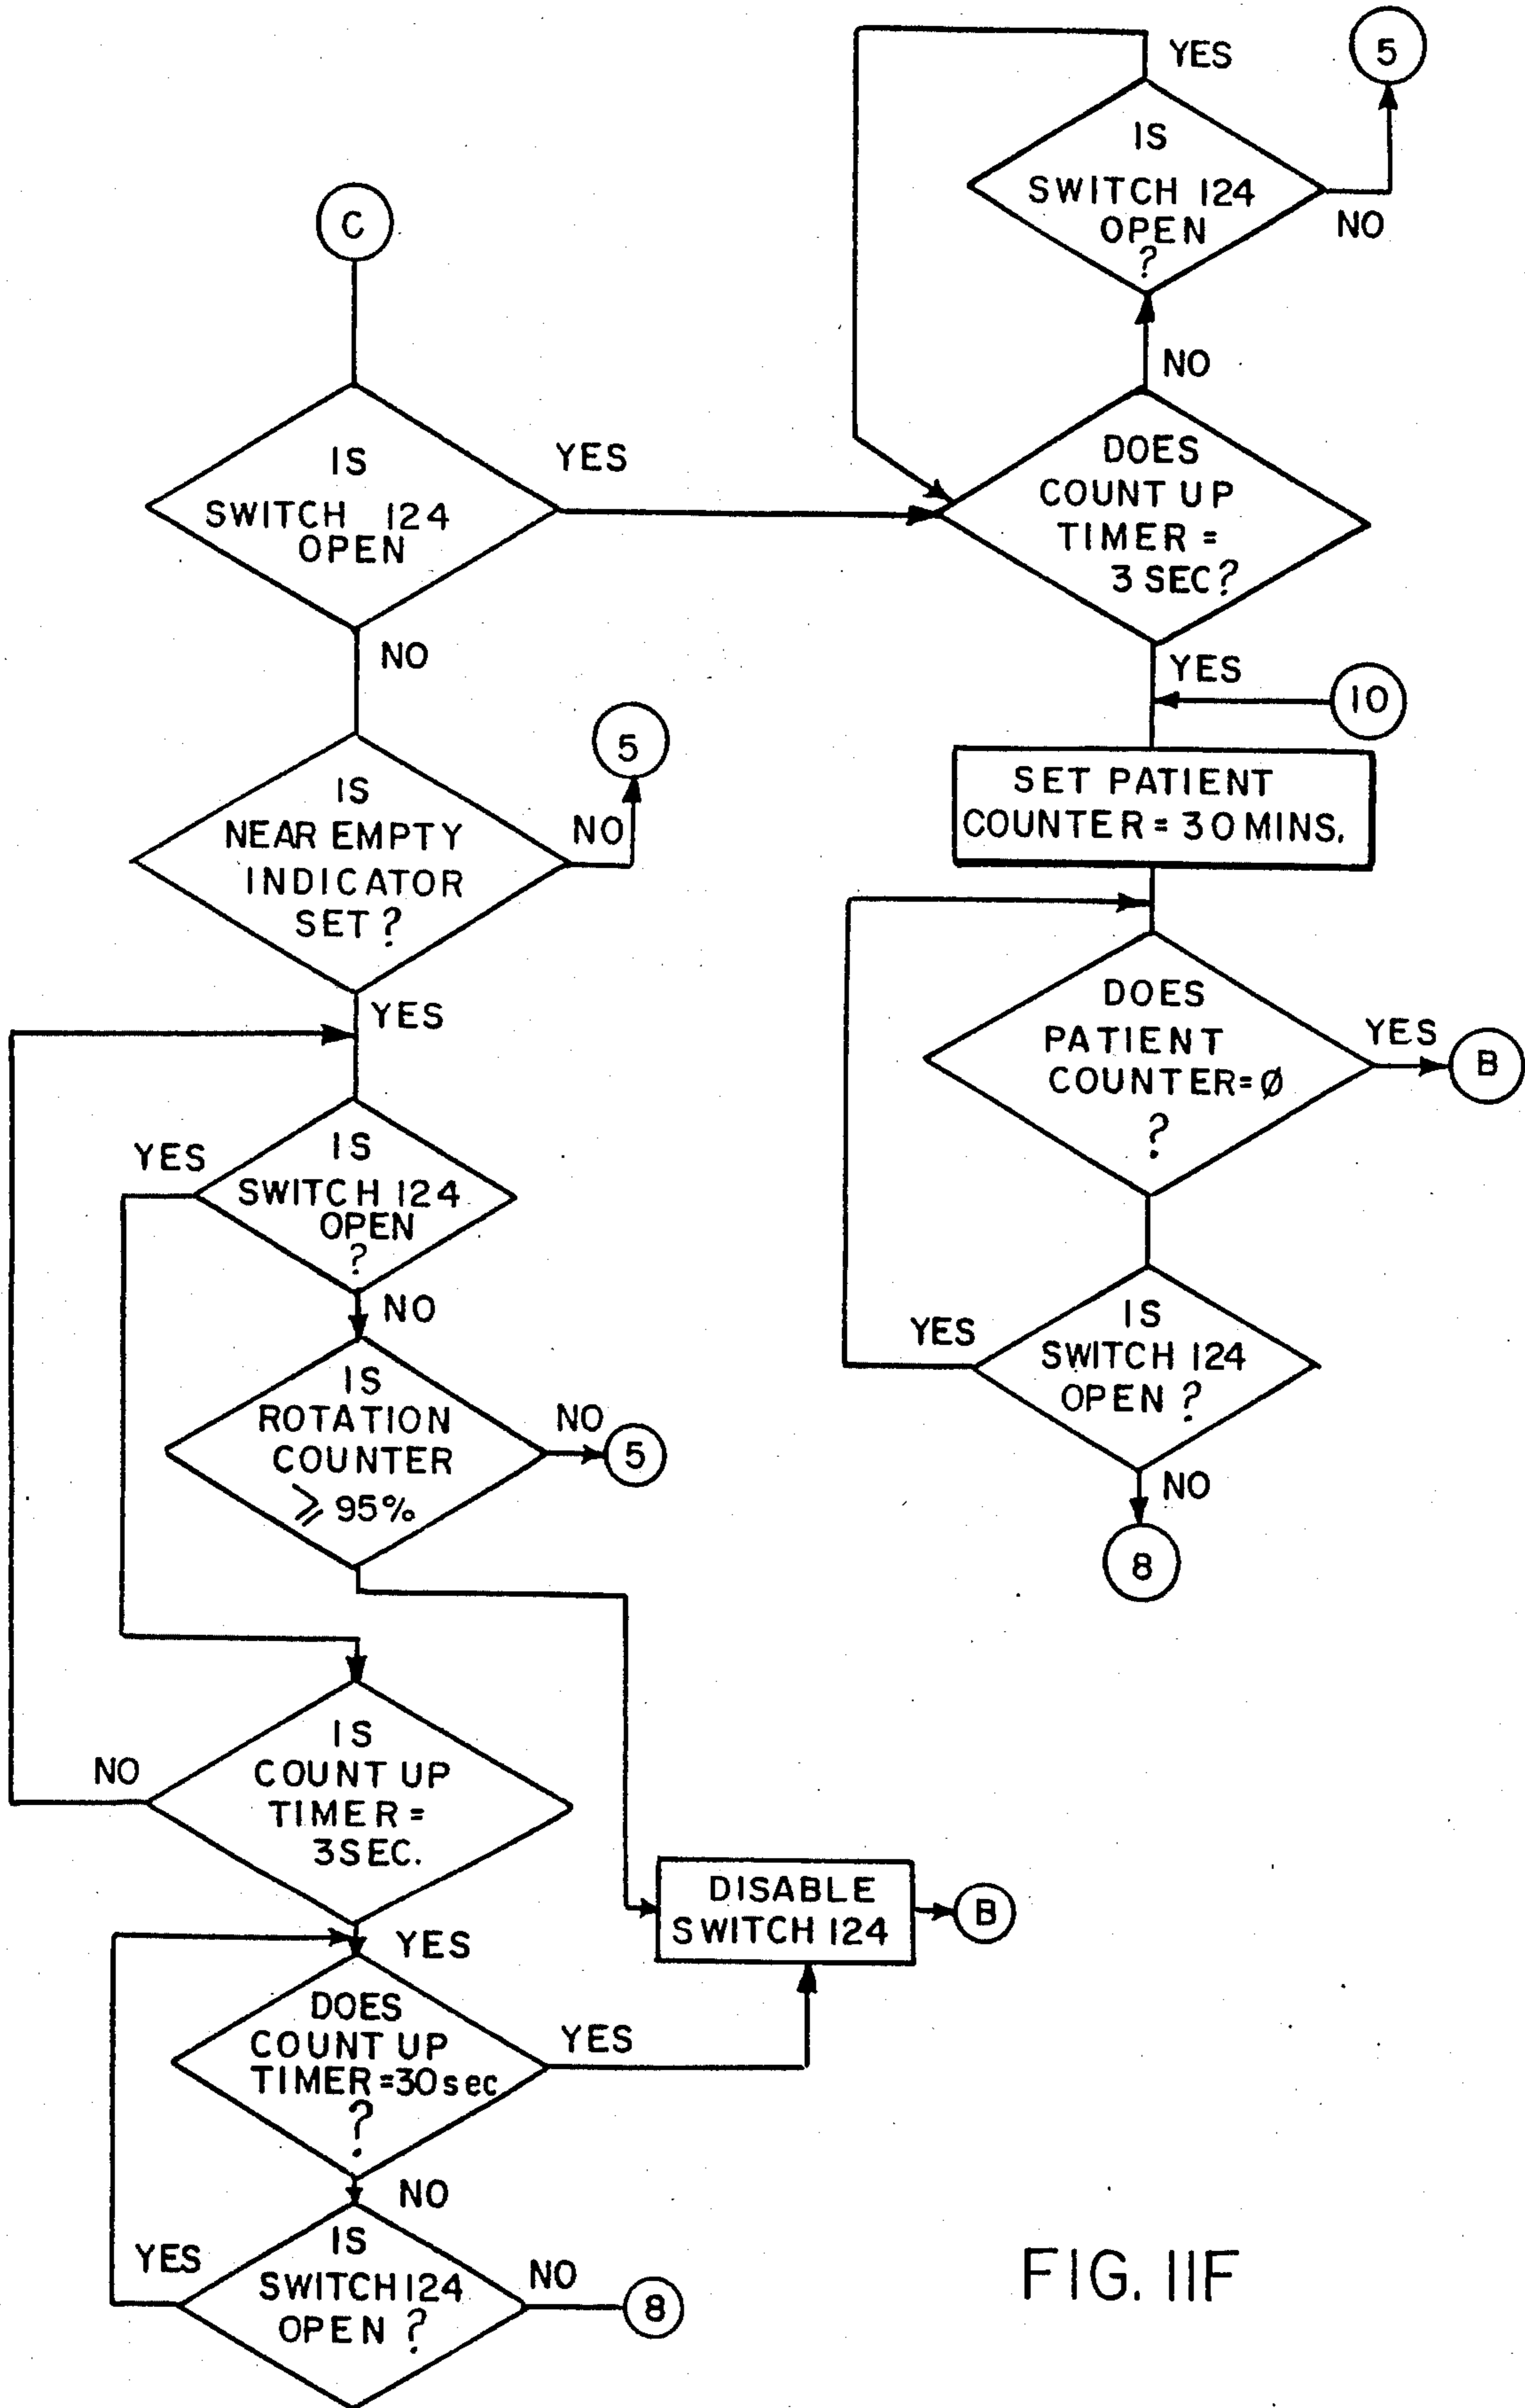 C
IS
SWITCH 124
OPEN
YES
NO
IS
NEAR EMPTY
INDICATOR
SET?
NO
5
YES
IS
SWITCH 124
OPEN
?
YES
NO
IS
ROTATION
COUNTER
≥ 95%
NO
5
IS
COUNT UP
TIMER =
3SEC.
NO
YES
DISABLE
SWITCH 124
B
DOES
COUNT UP
TIMER=30sec
?
YES
NO
IS
SWITCH 124
OPEN ?
YES
NO
8
YES
IS
SWITCH 124
OPEN
?
NO
5
NO
DOES
COUNT UP
TIMER =
3 SEC?
YES
10
SET PATIENT
COUNTER = 30 MINS.
DOES
PATIENT
COUNTER=Ø
?
YES
B
IS
SWITCH 124
OPEN ?
YES
NO
8
FIG. 11F